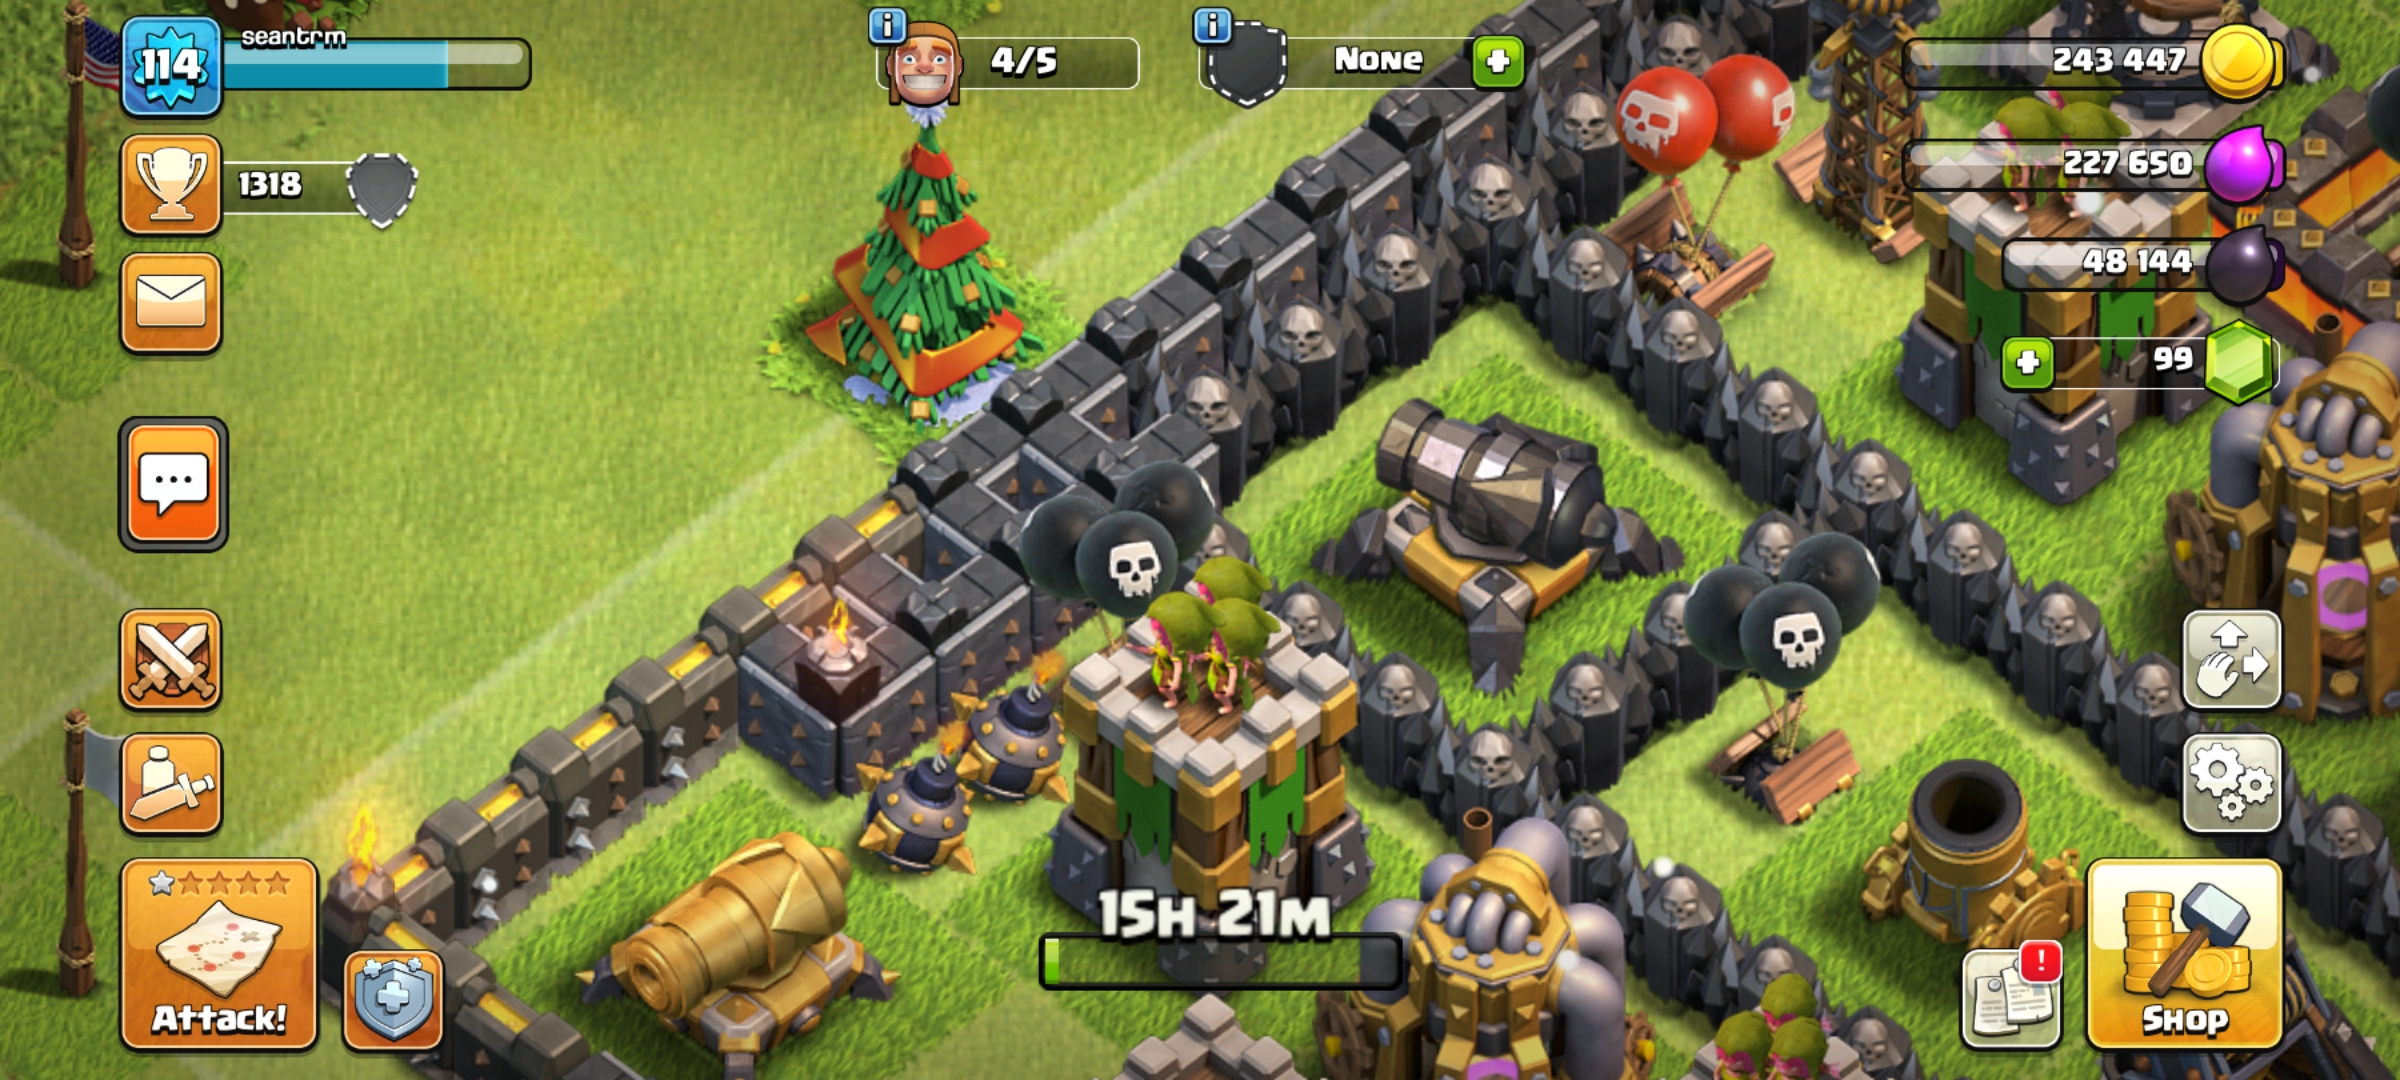 114
seantrm
i
4/5
i
None
243 447
1318
227 650
48 144
99
15H 21M
Attack!
!
Shop